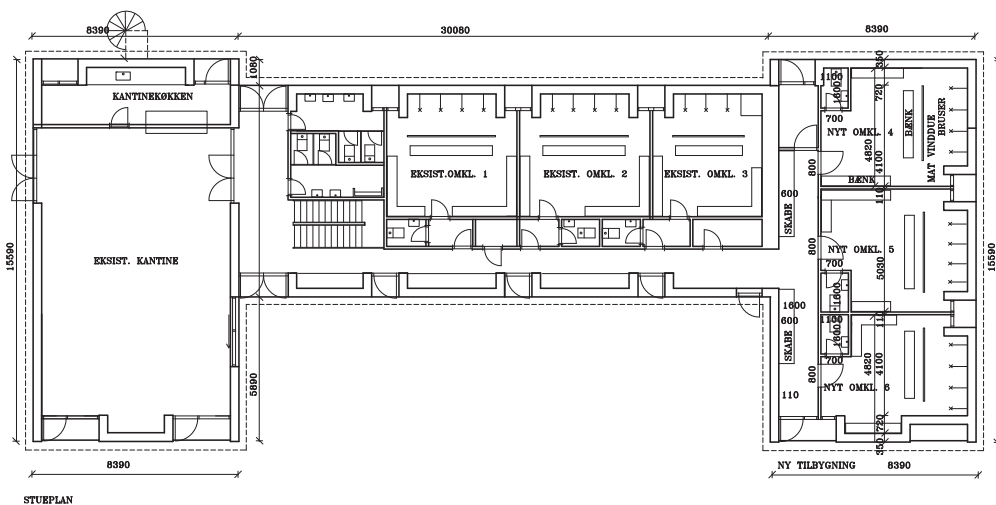 8390
30080
8390
1080
350
KANTINEKØKKEN
1100
1600
720
700
NYT OMKL. 4
BÆNK
MAT VINDDUE
BRUSER
4820
4100
800
EKSIST.OMKL. 1
EKSIST. OMKL. 2
EKSIST. OMKL. 3
BÆNK
600
110
SKABE
15590
EKSIST. KANTINE
800
NYT OMKL. 5
700
5030
15590
1600
1600
600
1100
110
1600
SKABE
700
4820
4100
5890
800
NYT OMKL. 6
110
720
350
8390
NY TILBYGNING
8390
STUEPLAN